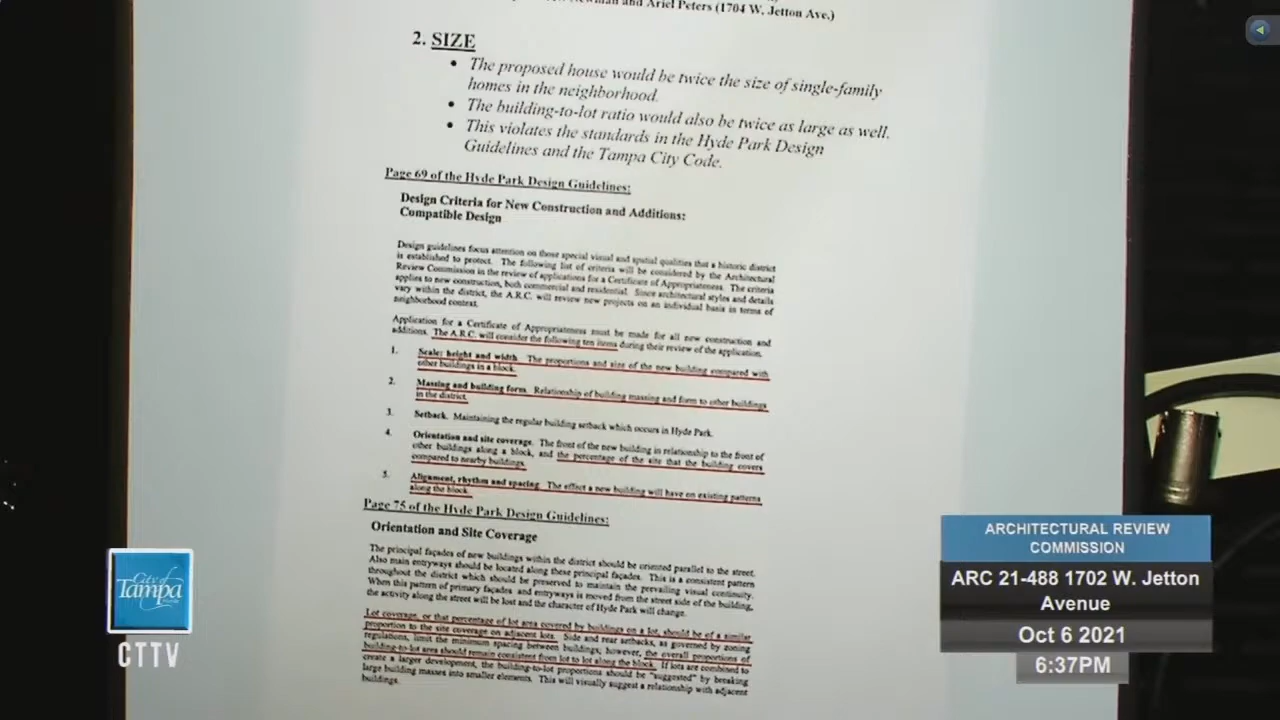 man and Ariel Peters (1704 W. Jetton Ave.)
2. SIZE
• The proposed house would be twice the size of single-family
homes in the neighborhood.
• The building-to-lot ratio would also be twice as large as well.
• This violates the standards in the Hyde Park Design
Guidelines and the Tampa City Code.
Page 69 of the Hyde Park Design Guidelines:
Design Criteria for New Construction and Additions:
Compatible Design
Design guidelines focus attention on those special visual and spatial qualities that a historic district
is established to protect. The following list of criteria will be considered by the Architectural
Review Commission in the review of applications for a Certificate of Appropriateness. The criteria
applies to new construction, both commercial and residential. Since architectural styles and details
vary within the district, the A.R.C. will review new projects on an individual basis in terms of
neighborhood context.
Application for a Certificate of Appropriateness must be made for all new construction and
additions. The A.R.C. will consider the following ten items during their review of the application.
1. Scale: height and width. The proportions and size of the new building compared with
other buildings in a block.
2. Massing and building form. Relationship of building massing and form to other buildings
in the district.
3. Setback. Maintaining the regular building setback which occurs in Hyde Park.
4. Orientation and site coverage. The front of the new building in relationship to the front of
other buildings along a block, and the percentage of the site that the building covers
compared to nearby buildings.
5. Alignment, rhythm and spacing. The effect a new building will have on existing patterns
along the block.
Page 75 of the Hyde Park Design Guidelines:
Orientation and Site Coverage
The principal façades of new buildings within the district should be oriented parallel to the street.
Also main entryways should be located along these principal façades. This is a consistent pattern
throughout the district which should be preserved to maintain the prevailing visual continuity.
When this pattern of primary façades and entryways is moved from the street side of the building,
the activity along the street will be lost and the character of Hyde Park will change.
Lot coverage, or that percentage of lot area covered by buildings on a lot, should be of a similar
proportion to the site coverage on adjacent lots. Side and rear setbacks, as governed by zoning
regulations, limit the minimum spacing between buildings; however, the overall proportions of
building-to-lot area should remain consistent from lot to lot along the block. If lots are combined to
create a larger development, the building-to-lot proportions should be "suggested" by breaking
large building masses into smaller elements. This will visually suggest a relationship with adjacent
buildings.
City of
Tampa
CTTV
ARCHITECTURAL REVIEW
COMMISSION
ARC 21-488 1702 W. Jetton
Avenue
Oct 6 2021
6:37PM